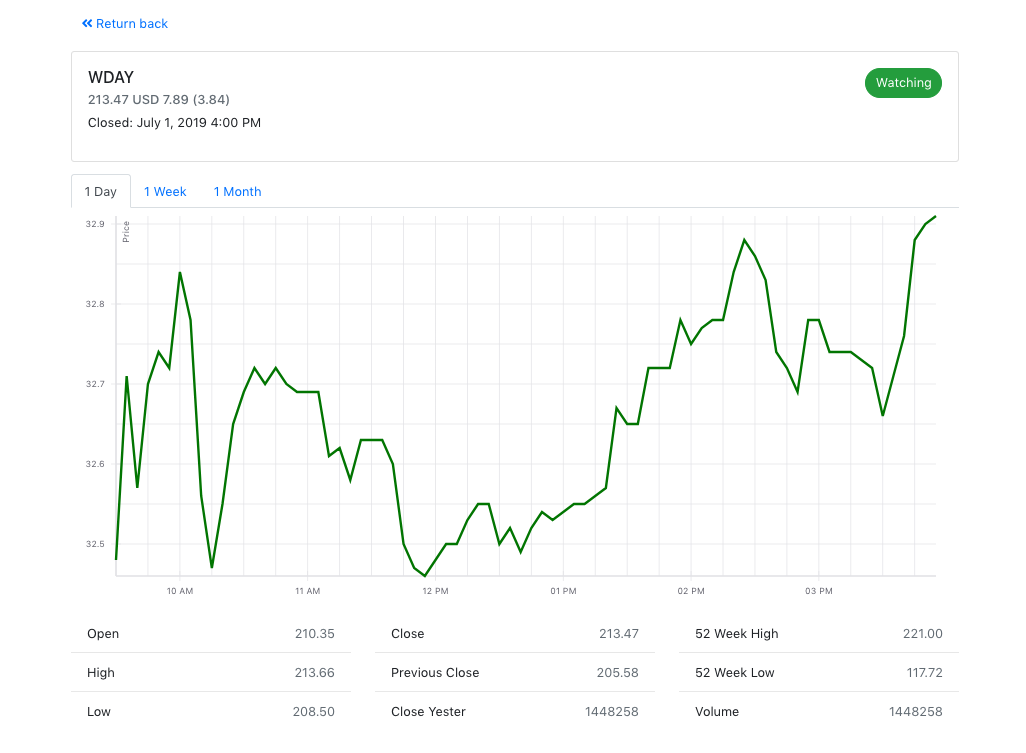 Return back
WDAY
Watching
213.47 USD 7.89 (3.84)
Closed: July 1, 2019 4:00 PM
1 Day 1 Week 1 Month
Price
32.9
32.8
32.7
32.6
32.5
10 AM 11 AM 12 PM 01 PM 02 PM 03 PM
Open 210.35 Close 213.47 52 Week High 221.00
High 213.66 Previous Close 205.58 52 Week Low 117.72
Low 208.50 Close Yester 1448258 Volume 1448258